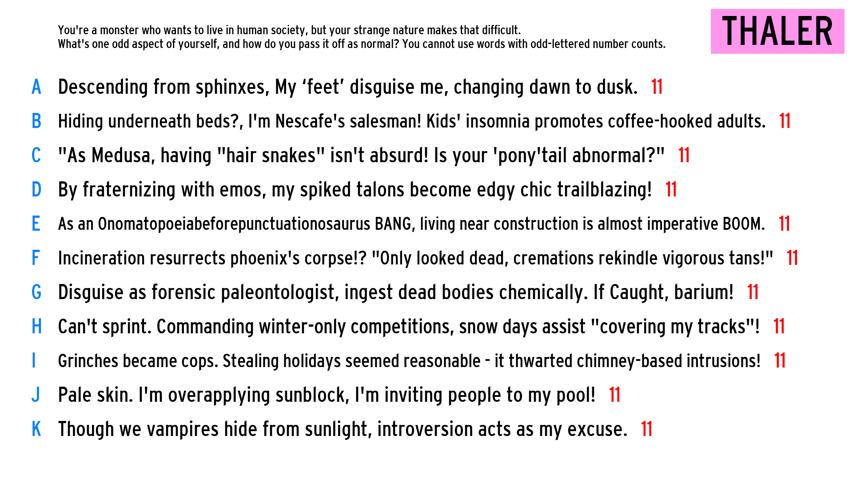 You're a monster who wants to live in human society, but your strange nature makes that difficult.
What's one odd aspect of yourself, and how do you pass it off as normal? You cannot use words with odd-lettered number counts.
THALER
A Descending from sphinxes, My ‘feet’ disguise me, changing dawn to dusk. 11
B Hiding underneath beds?, I'm Nescafe's salesman! Kids' insomnia promotes coffee-hooked adults. 11
C "As Medusa, having "hair snakes" isn't absurd! Is your 'pony'tail abnormal?" 11
D By fraternizing with emos, my spiked talons become edgy chic trailblazing! 11
E As an Onomatopoeiabeforepunctuationosaurus BANG, living near construction is almost imperative BOOM. 11
F Incineration resurrects phoenix's corpse!? "Only looked dead, cremations rekindle vigorous tans!" 11
G Disguise as forensic paleontologist, ingest dead bodies chemically. If Caught, barium! 11
H Can't sprint. Commanding winter-only competitions, snow days assist "covering my tracks"! 11
I Grinches became cops. Stealing holidays seemed reasonable - it thwarted chimney-based intrusions! 11
J Pale skin. I'm overapplying sunblock, I'm inviting people to my pool! 11
K Though we vampires hide from sunlight, introversion acts as my excuse. 11